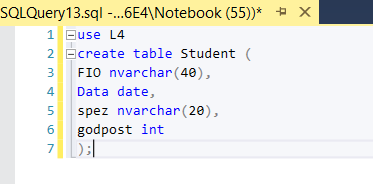 SQLQuery13.sql -...6E4\Notebook (55))*
1 use L4
2 create table Student (
3 FIO nvarchar(40),
4 Data date,
5 spez nvarchar(20),
6 godpost int
7 );